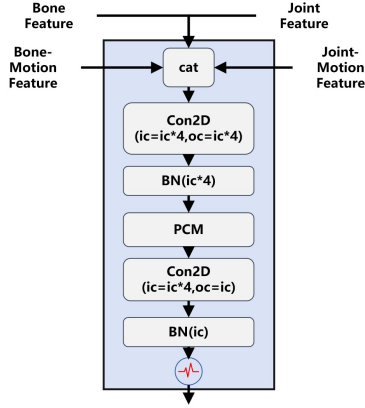 Bone
Feature
Joint
Feature
Bone-
Motion
Feature
cat
Joint-
Motion
Feature
Con2D
(ic=ic*4,oc=ic*4)
BN(ic*4)
PCM
Con2D
(ic=ic*4,oc=ic)
BN(ic)